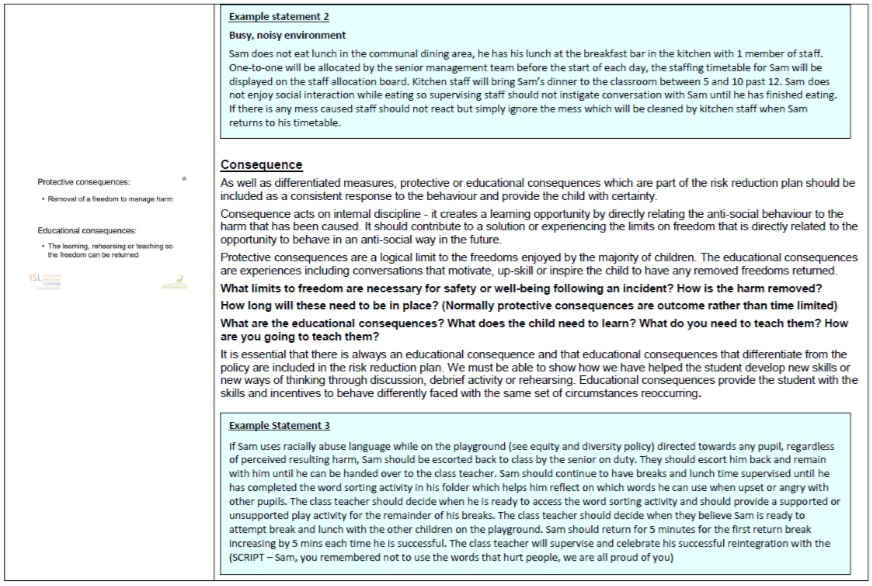 Example statement 2
Busy, noisy environment
Sam does not eat lunch in the communal dining area, he has his lunch at the breakfast bar in the kitchen with 1 member of staff.
One-to-one will be allocated by the senior management team before the start of each day, the staffing timetable for Sam will be
displayed on the staff allocation board. Kitchen staff will bring Sam's dinner to the classroom between 5 and 10 past 12. Sam does
not enjoy social interaction while eating so supervising staff should not instigate conversation with Sam until he has finished eating.
If there is any mess caused staff should not react but simply ignore the mess which will be cleaned by kitchen staff when Sam
returns to his timetable.
Protective consequences:
• Removal of a freedom to manage harm
Educational consequences:
• The learning, rehearsing or teaching so
the freedom can be returned
ISL
Consequence
As well as differentiated measures, protective or educational consequences which are part of the risk reduction plan should be
included as a consistent response to the behaviour and provide the child with certainty.
Consequence acts on internal discipline - it creates a learning opportunity by directly relating the anti-social behaviour to the
harm that has been caused. It should contribute to a solution or experiencing the limits on freedom that is directly related to the
opportunity to behave in an anti-social way in the future.
Protective consequences are a logical limit to the freedoms enjoyed by the majority of children. The educational consequences
are experiences including conversations that motivate, up-skill or inspire the child to have any removed freedoms returned.
What limits to freedom are necessary for safety or well-being following an incident? How is the harm removed?
How long will these need to be in place? (Normally protective consequences are outcome rather than time limited)
What are the educational consequences? What does the child need to learn? What do you need to teach them? How
are you going to teach them?
It is essential that there is always an educational consequence and that educational consequences that differentiate from the
policy are included in the risk reduction plan. We must be able to show how we have helped the student develop new skills or
new ways of thinking through discussion, debrief activity or rehearsing. Educational consequences provide the student with the
skills and incentives to behave differently faced with the same set of circumstances reoccurring.
Example Statement 3
If Sam uses racially abuse language while on the playground (see equity and diversity policy) directed towards any pupil, regardless
of perceived resulting harm, Sam should be escorted back to class by the senior on duty. They should escort him back and remain
with him until he can be handed over to the class teacher. Sam should continue to have breaks and lunch time supervised until he
has completed the word sorting activity in his folder which helps him reflect on which words he can use when upset or angry with
other pupils. The class teacher should decide when he is ready to access the word sorting activity and should provide a supported or
unsupported play activity for the remainder of his breaks. The class teacher should decide when they believe Sam is ready to
attempt break and lunch with the other children on the playground. Sam should return for 5 minutes for the first return break
increasing by 5 mins each time he is successful. The class teacher will supervise and celebrate his successful reintegration with the
(SCRIPT – Sam, you remembered not to use the words that hurt people, we are all proud of you)